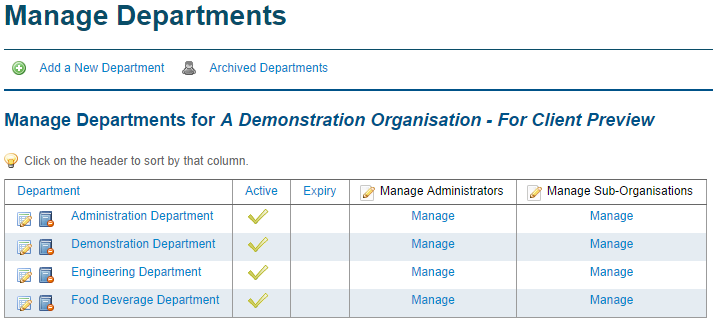 Manage Departments
Add a New Department Archived Departments
Manage Departments for A Demonstration Organisation - For Client Preview
Click on the header to sort by that column.
Department Active Expiry Manage Administrators Manage Sub-Organisations
Administration Department Manage Manage
Demonstration Department Manage Manage
Engineering Department Manage Manage
Food Beverage Department Manage Manage